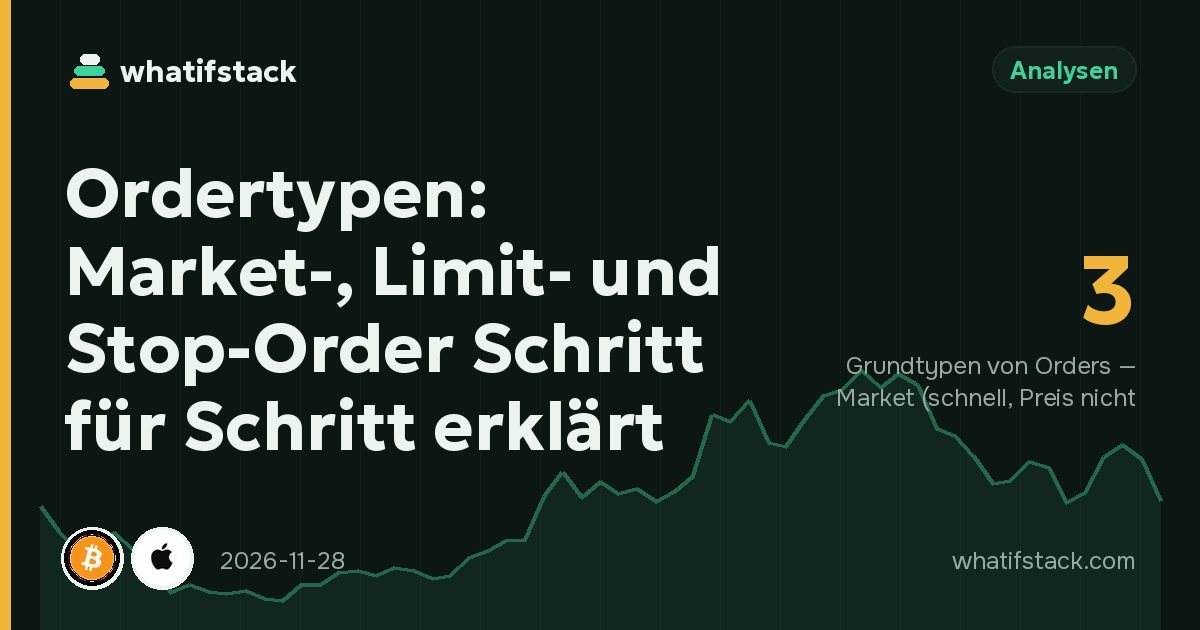 whatifstack
Analysen
Ordertypen:
Market-, Limit- und
Stop-Order Schritt
für Schritt erklärt
3
Grundtypen von Orders —
Market (schnell, Preis nicht
2026-11-28
whatifstack.com